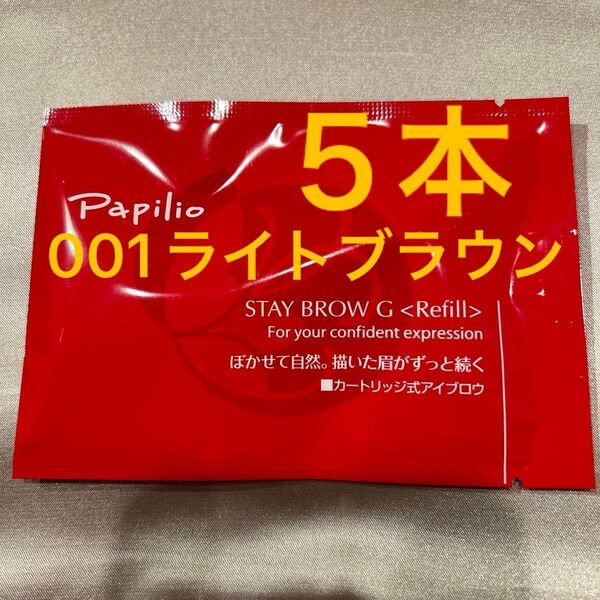 5本
Papilio
001ライトブラウン
STAY BROW G <Refill>
For your confident expression
ぼかせて自然。描いた眉がずっと続く
■カートリッジ式アイブロウ